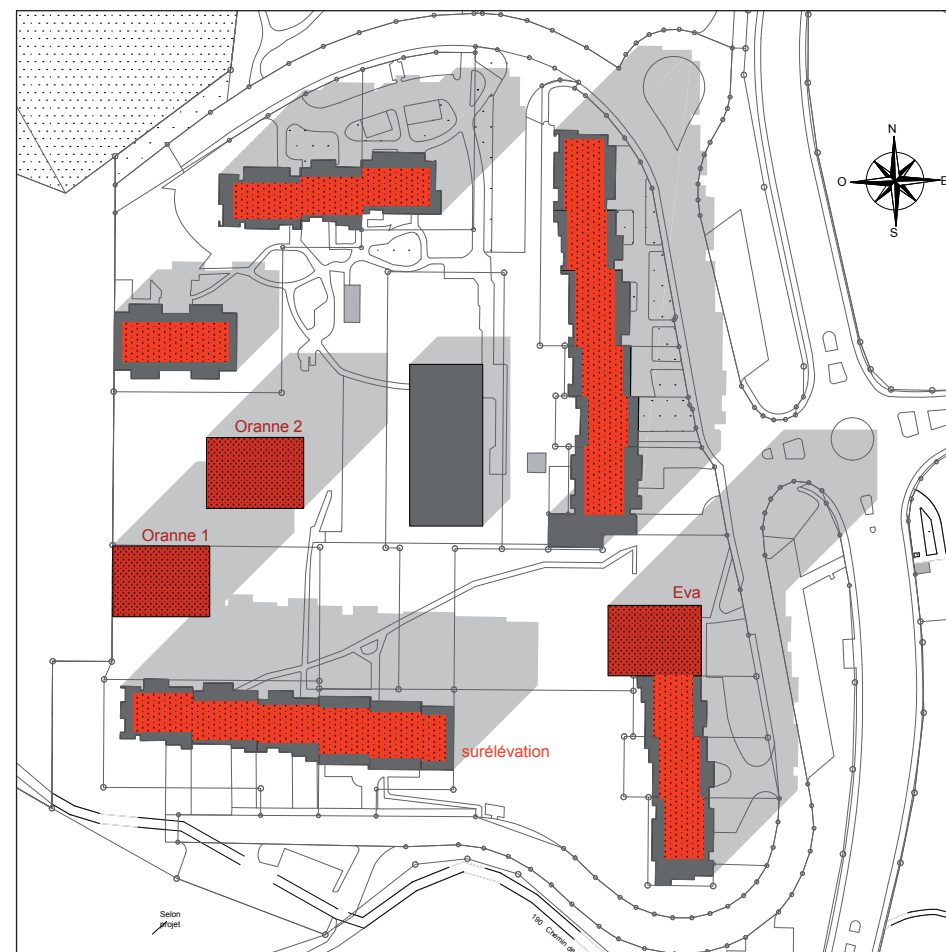 N
O
E
S
Oranne 2
Oranne 1
Eva
surélévation
Selon
projet
190 Chemin de